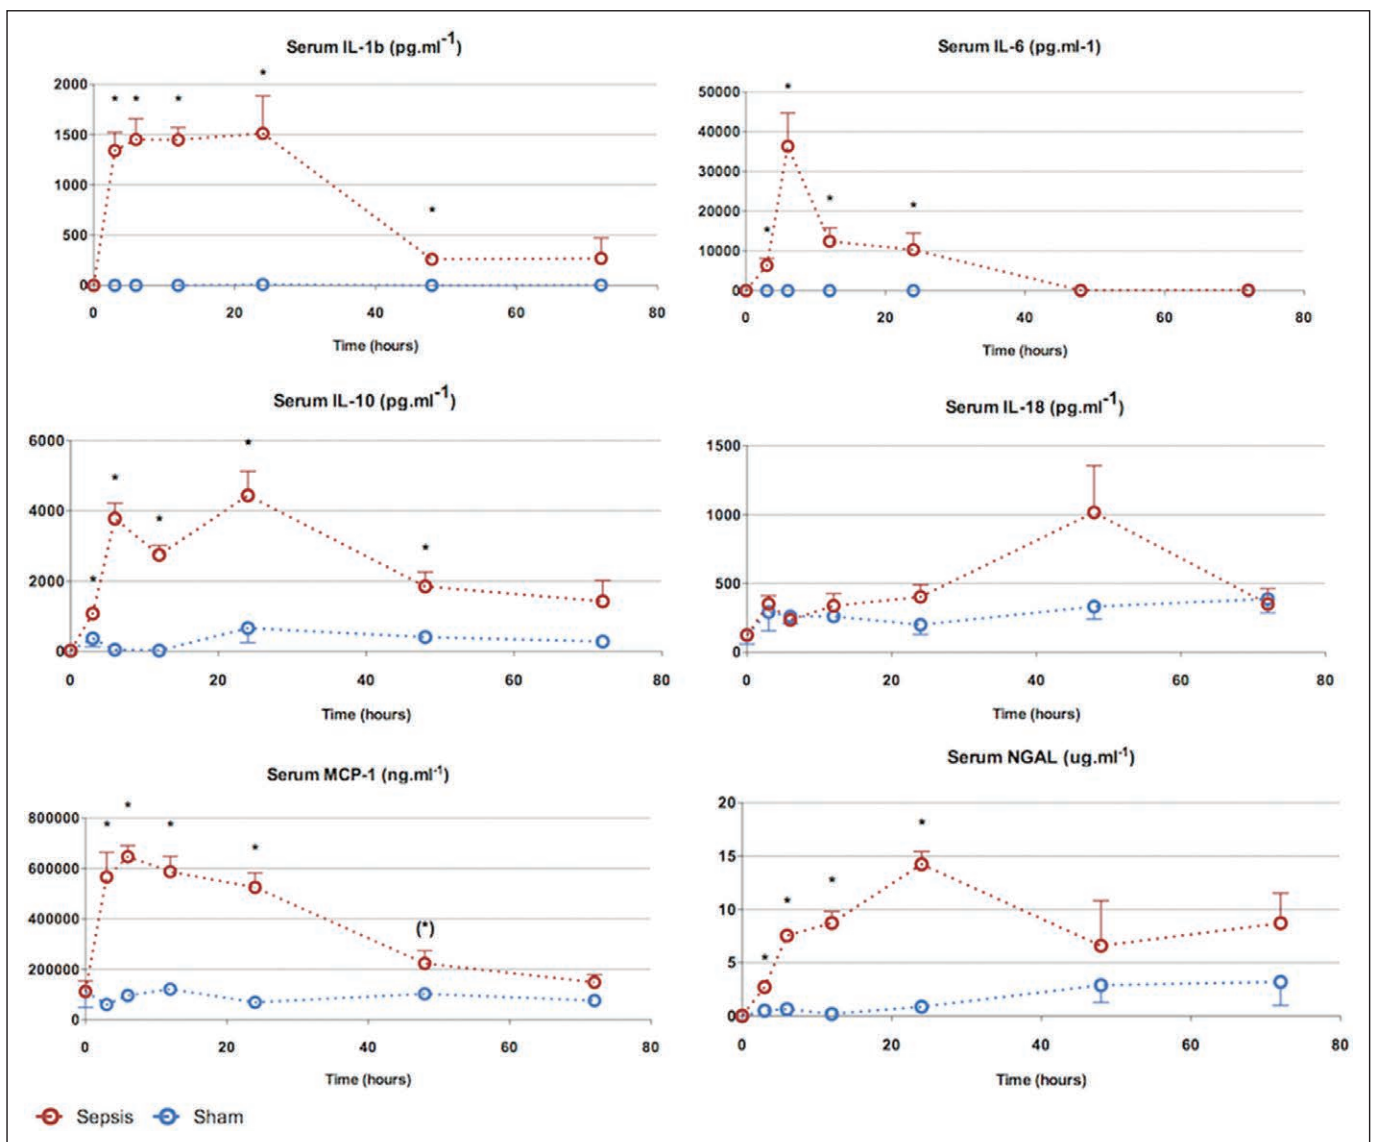 Serum IL-1b (pg.ml-1)
*
* * *
2000
1500
1000
*
500
0
0 20 40 60 80
Time (hours)
Serum IL-6 (pg.ml-1)
*
50000
40000
30000
*
20000
*
*
10000
0
0 20 40 60 80
Time (hours)
Serum IL-10 (pg.ml-1)
6000
*
*
4000
*
*
*
2000
0
0 20 40 60 80
Time (hours)
Serum IL-18 (pg.ml-1)
1500
1000
500
0
0 20 40 60 80
Time (hours)
Serum MCP-1 (ng.ml-1)
*
800000
* *
*
600000
400000
(*)
200000
0
0 20 40 60 80
Time (hours)
Serum NGAL (ug.ml-1)
20
*
15
*
*
10
*
5
0
0 20 40 60 80
Time (hours)
Sepsis Sham